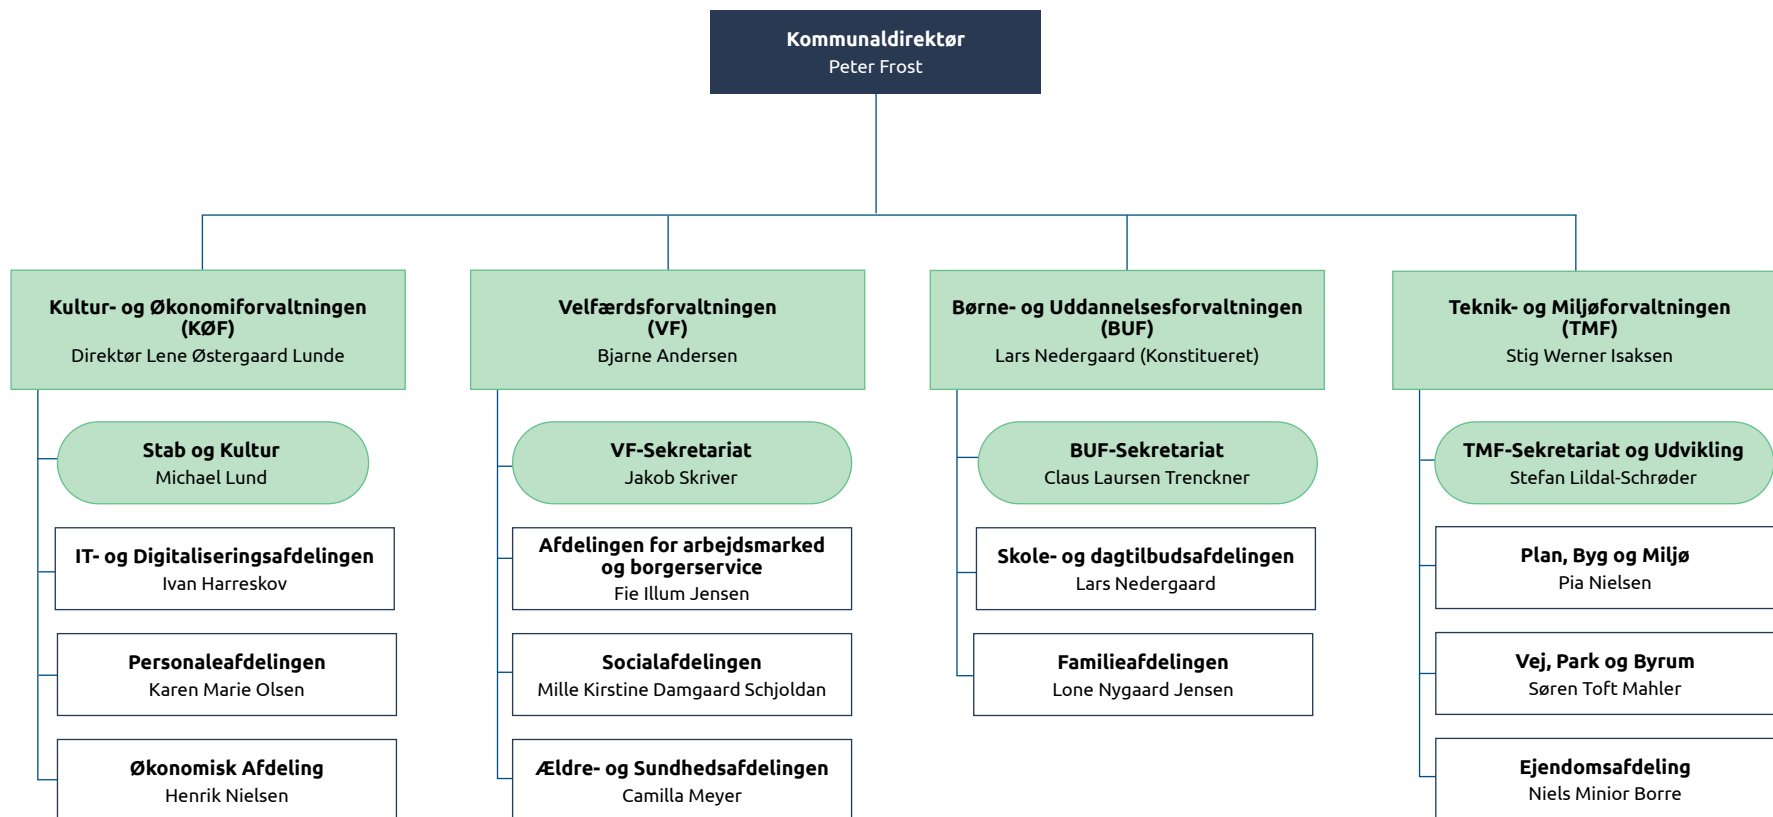 Kommunaldirektør
Peter Frost
Kultur- og Økonomiforvaltningen
(KØF)
Direktør Lene Østergaard Lunde
Stab og Kultur
Michael Lund
IT- og Digitaliseringsafdelingen
Ivan Harreskov
Personaleafdelingen
Karen Marie Olsen
Økonomisk Afdeling
Henrik Nielsen
Velfærdsforvaltningen
(VF)
Bjarne Andersen
VF-Sekretariat
Jakob Skriver
Afdelingen for arbejdsmarked
og borgerservice
Fie Illum Jensen
Socialafdelingen
Mille Kirstine Damgaard Schjoldan
Ældre- og Sundhedsafdelingen
Camilla Meyer
Børne- og Uddannelsesforvaltningen
(BUF)
Lars Nedergaard (Konstitueret)
BUF-Sekretariat
Claus Laursen Trenckner
Skole- og dagtilbudsafdelingen
Lars Nedergaard
Familieafdelingen
Lone Nygaard Jensen
Teknik- og Miljøforvaltningen
(TMF)
Stig Werner Isaksen
TMF-Sekretariat og Udvikling
Stefan Lildal-Schrøder
Plan, Byg og Miljø
Pia Nielsen
Vej, Park og Byrum
Søren Toft Mahler
Ejendomsafdeling
Niels Minior Borre